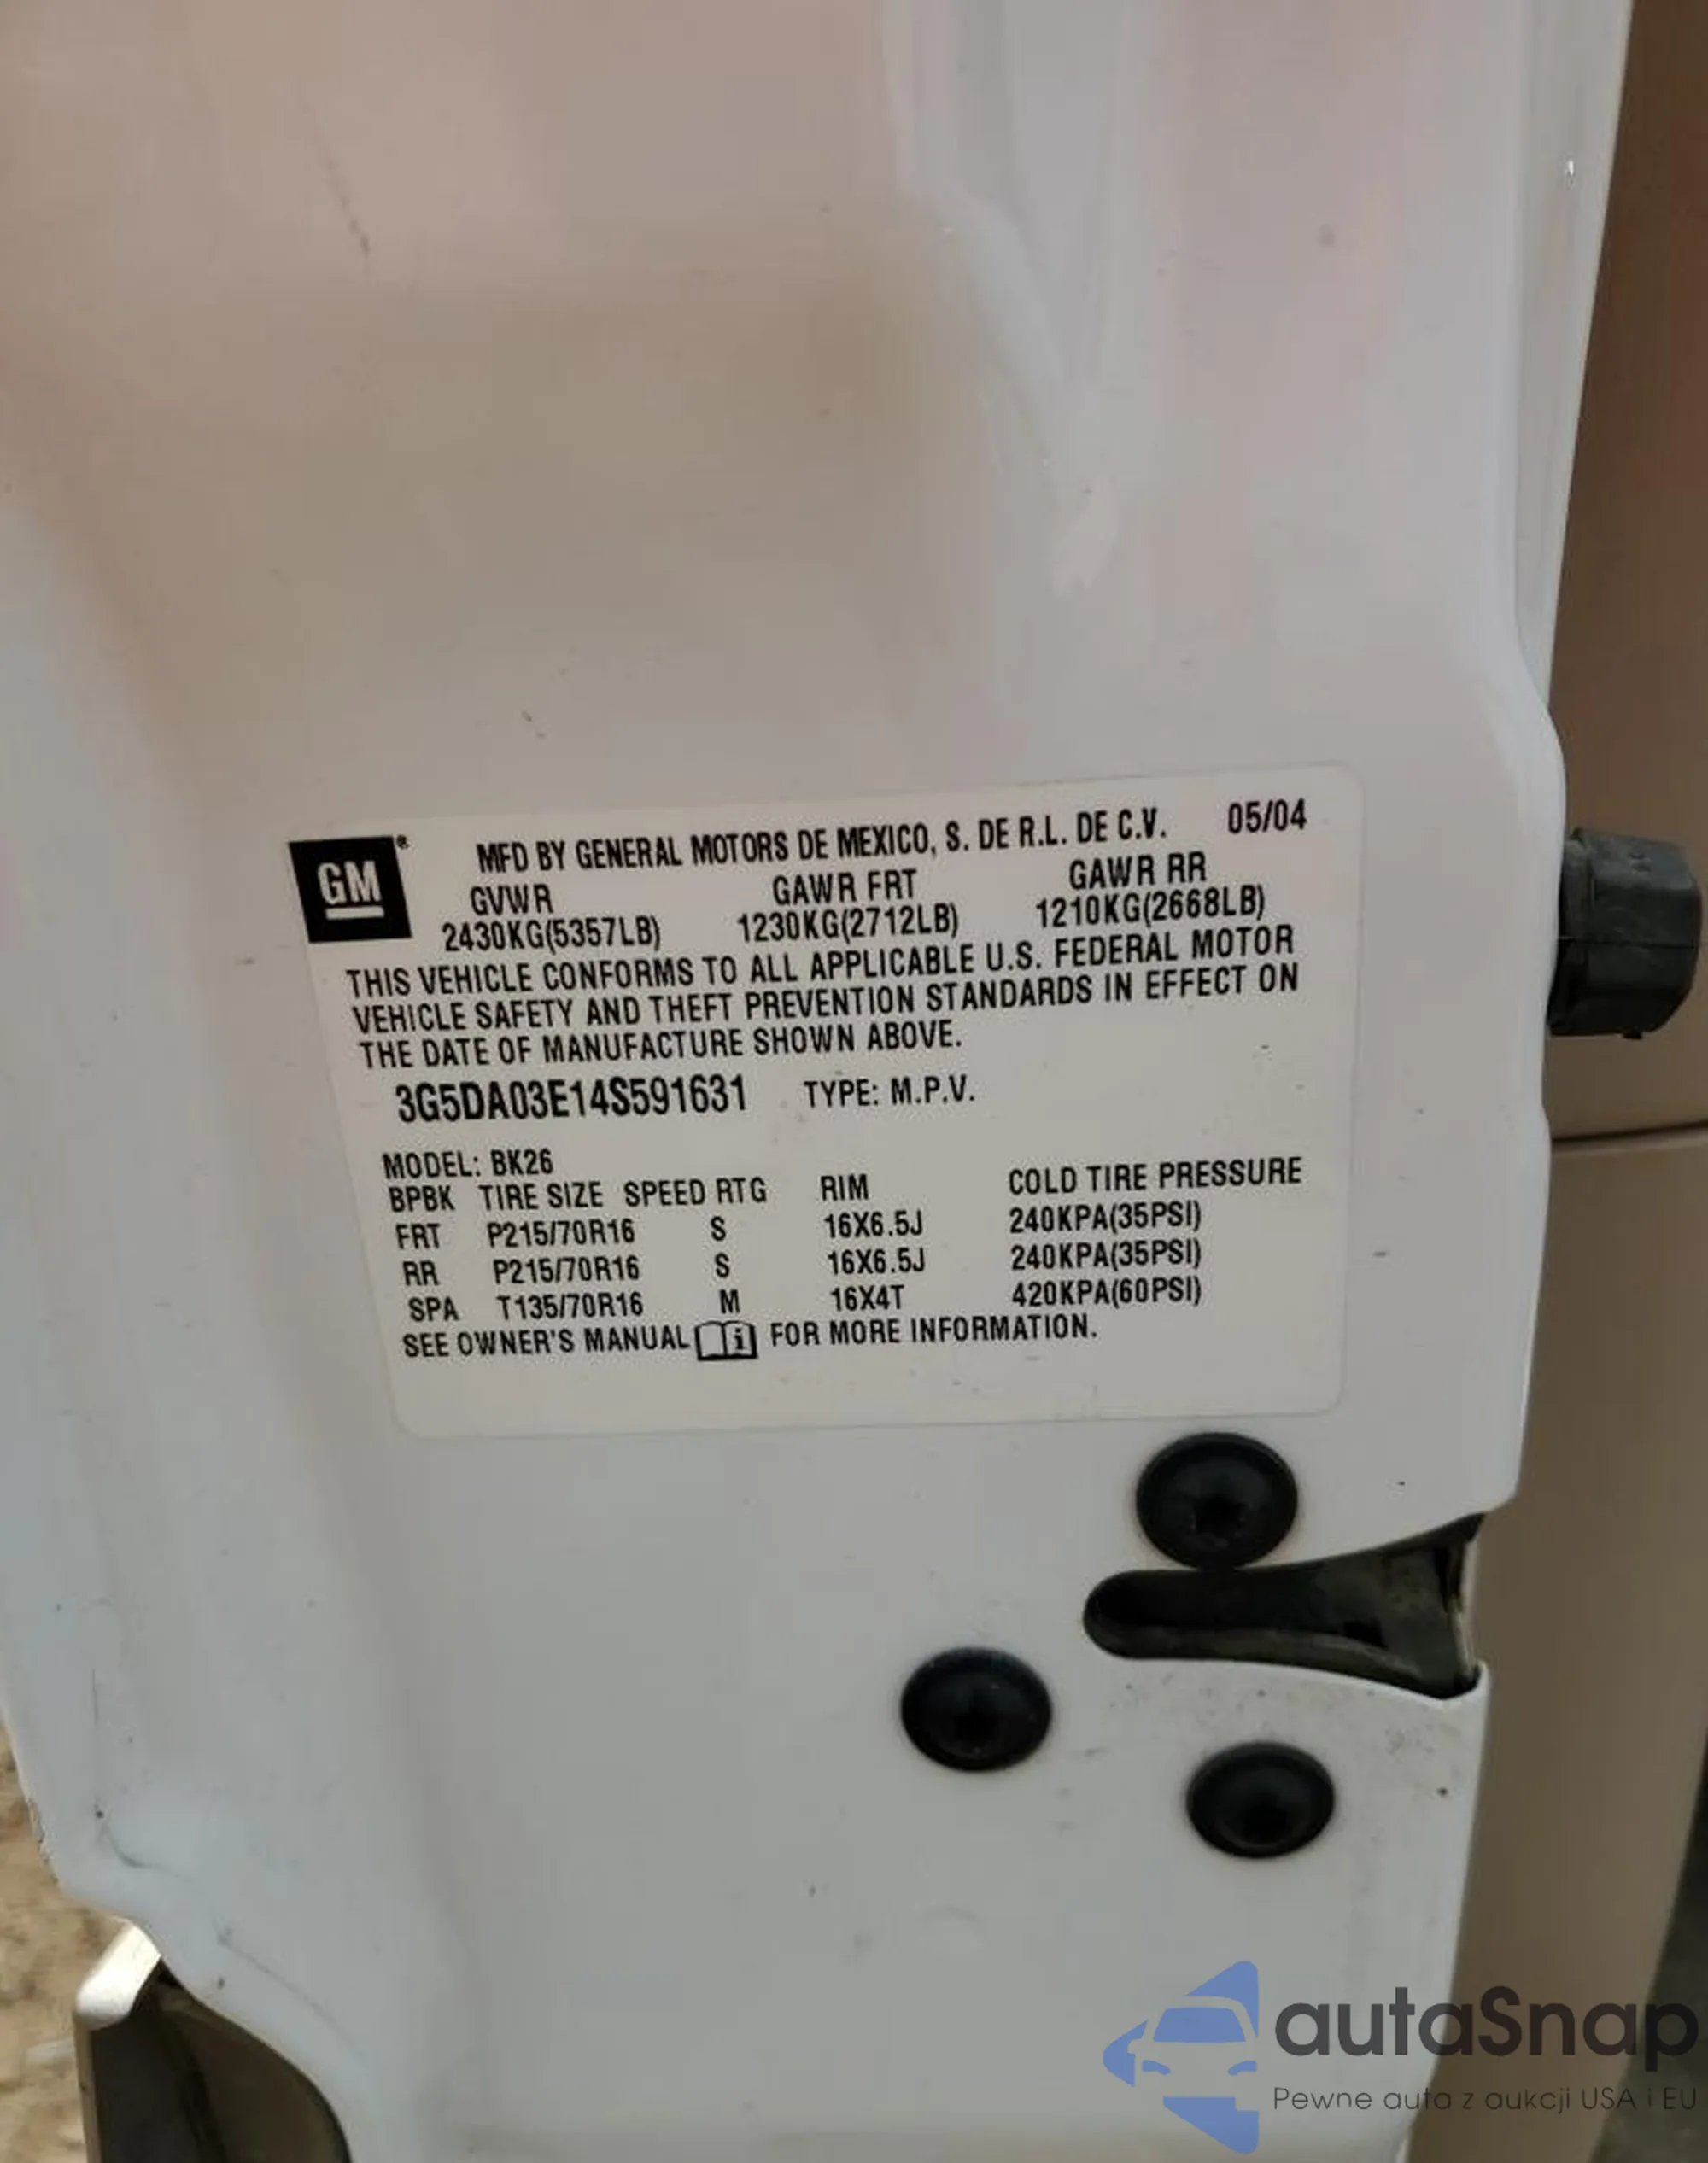 GM®
MFD BY GENERAL MOTORS DE MEXICO, S. DE R.L. DE C.V. 05/04
GVWR GAWR FRT GAWR RR
2430KG(5357LB) 1230KG(2712LB) 1210KG(2668LB)
THIS VEHICLE CONFORMS TO ALL APPLICABLE U.S. FEDERAL MOTOR
VEHICLE SAFETY AND THEFT PREVENTION STANDARDS IN EFFECT ON
THE DATE OF MANUFACTURE SHOWN ABOVE.
3G5DA03E14S591631 TYPE: M.P.V.
MODEL: BK26
BPBK TIRE SIZE SPEED RTG RIM COLD TIRE PRESSURE
FRT P215/70R16 S 16X6.5J 240KPA(35PSI)
RR P215/70R16 S 16X6.5J 240KPA(35PSI)
SPA T135/70R16 M 16X4T 420KPA(60PSI)
SEE OWNER'S MANUAL i FOR MORE INFORMATION.
autaSnap
Pewne auta z aukcji USA i EU